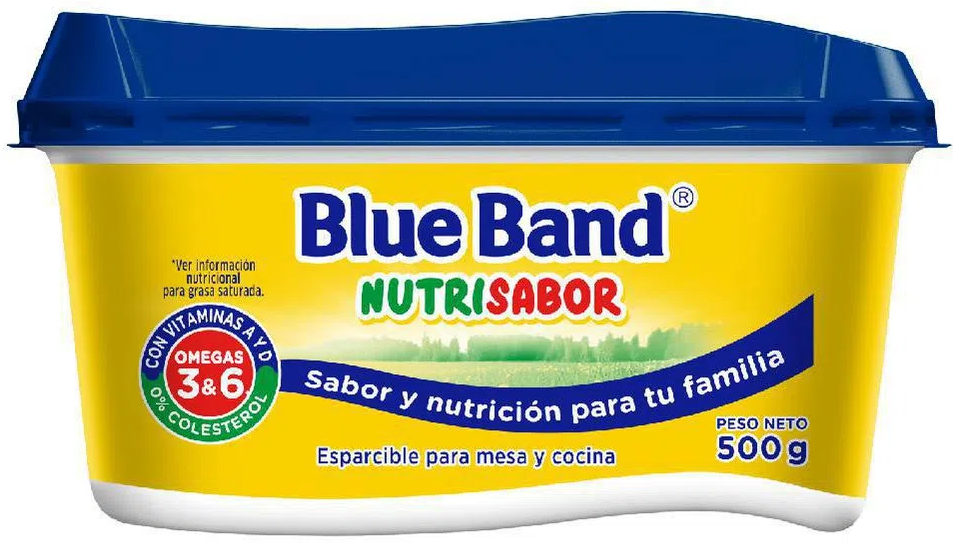 Blue Band®
NUTRISABOR
*Ver información
nutricional
para grasa saturada.
CON VITAMINAS A Y D
OMEGAS
3&6
0% COLESTEROL
Sabor y nutrición para tu familia
Esparcible para mesa y cocina
PESO NETO
500 g